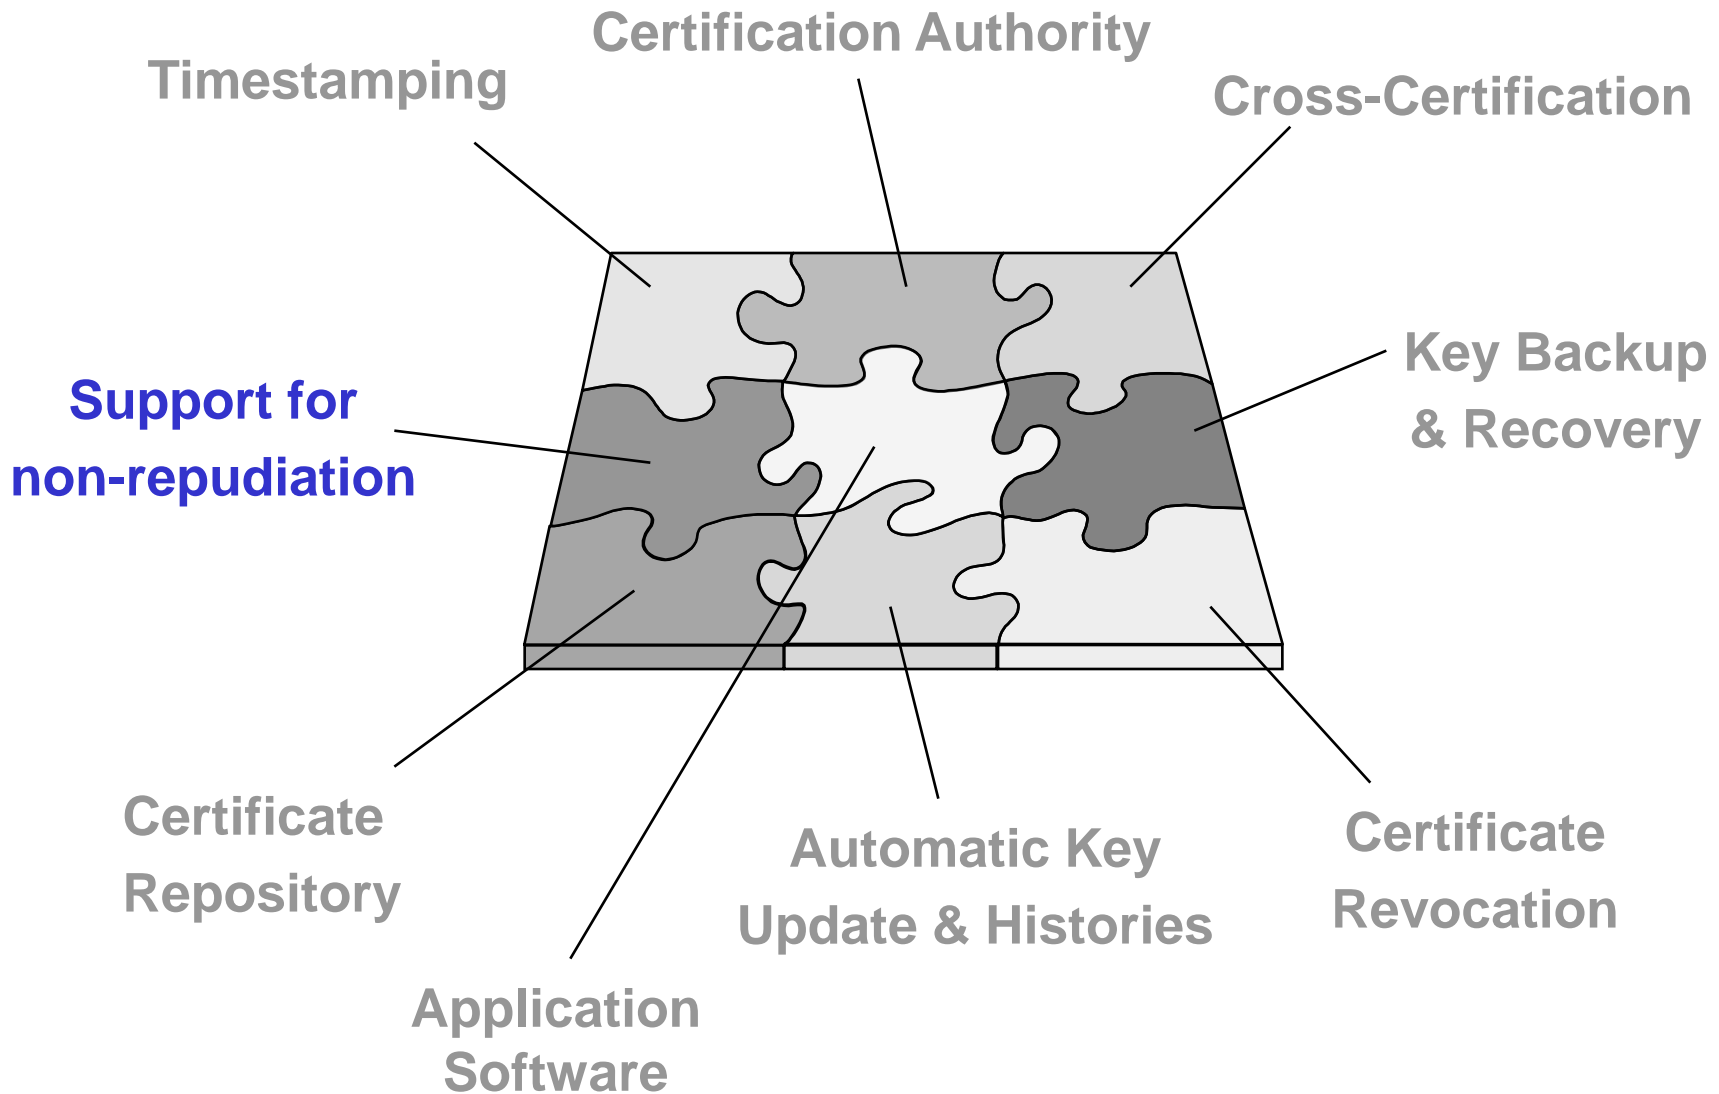 Certification Authority
Timestamping
Cross-Certification
Key Backup
& Recovery
Support for
non-repudiation
Certificate
Repository
Automatic Key
Update & Histories
Certificate
Revocation
Application
Software